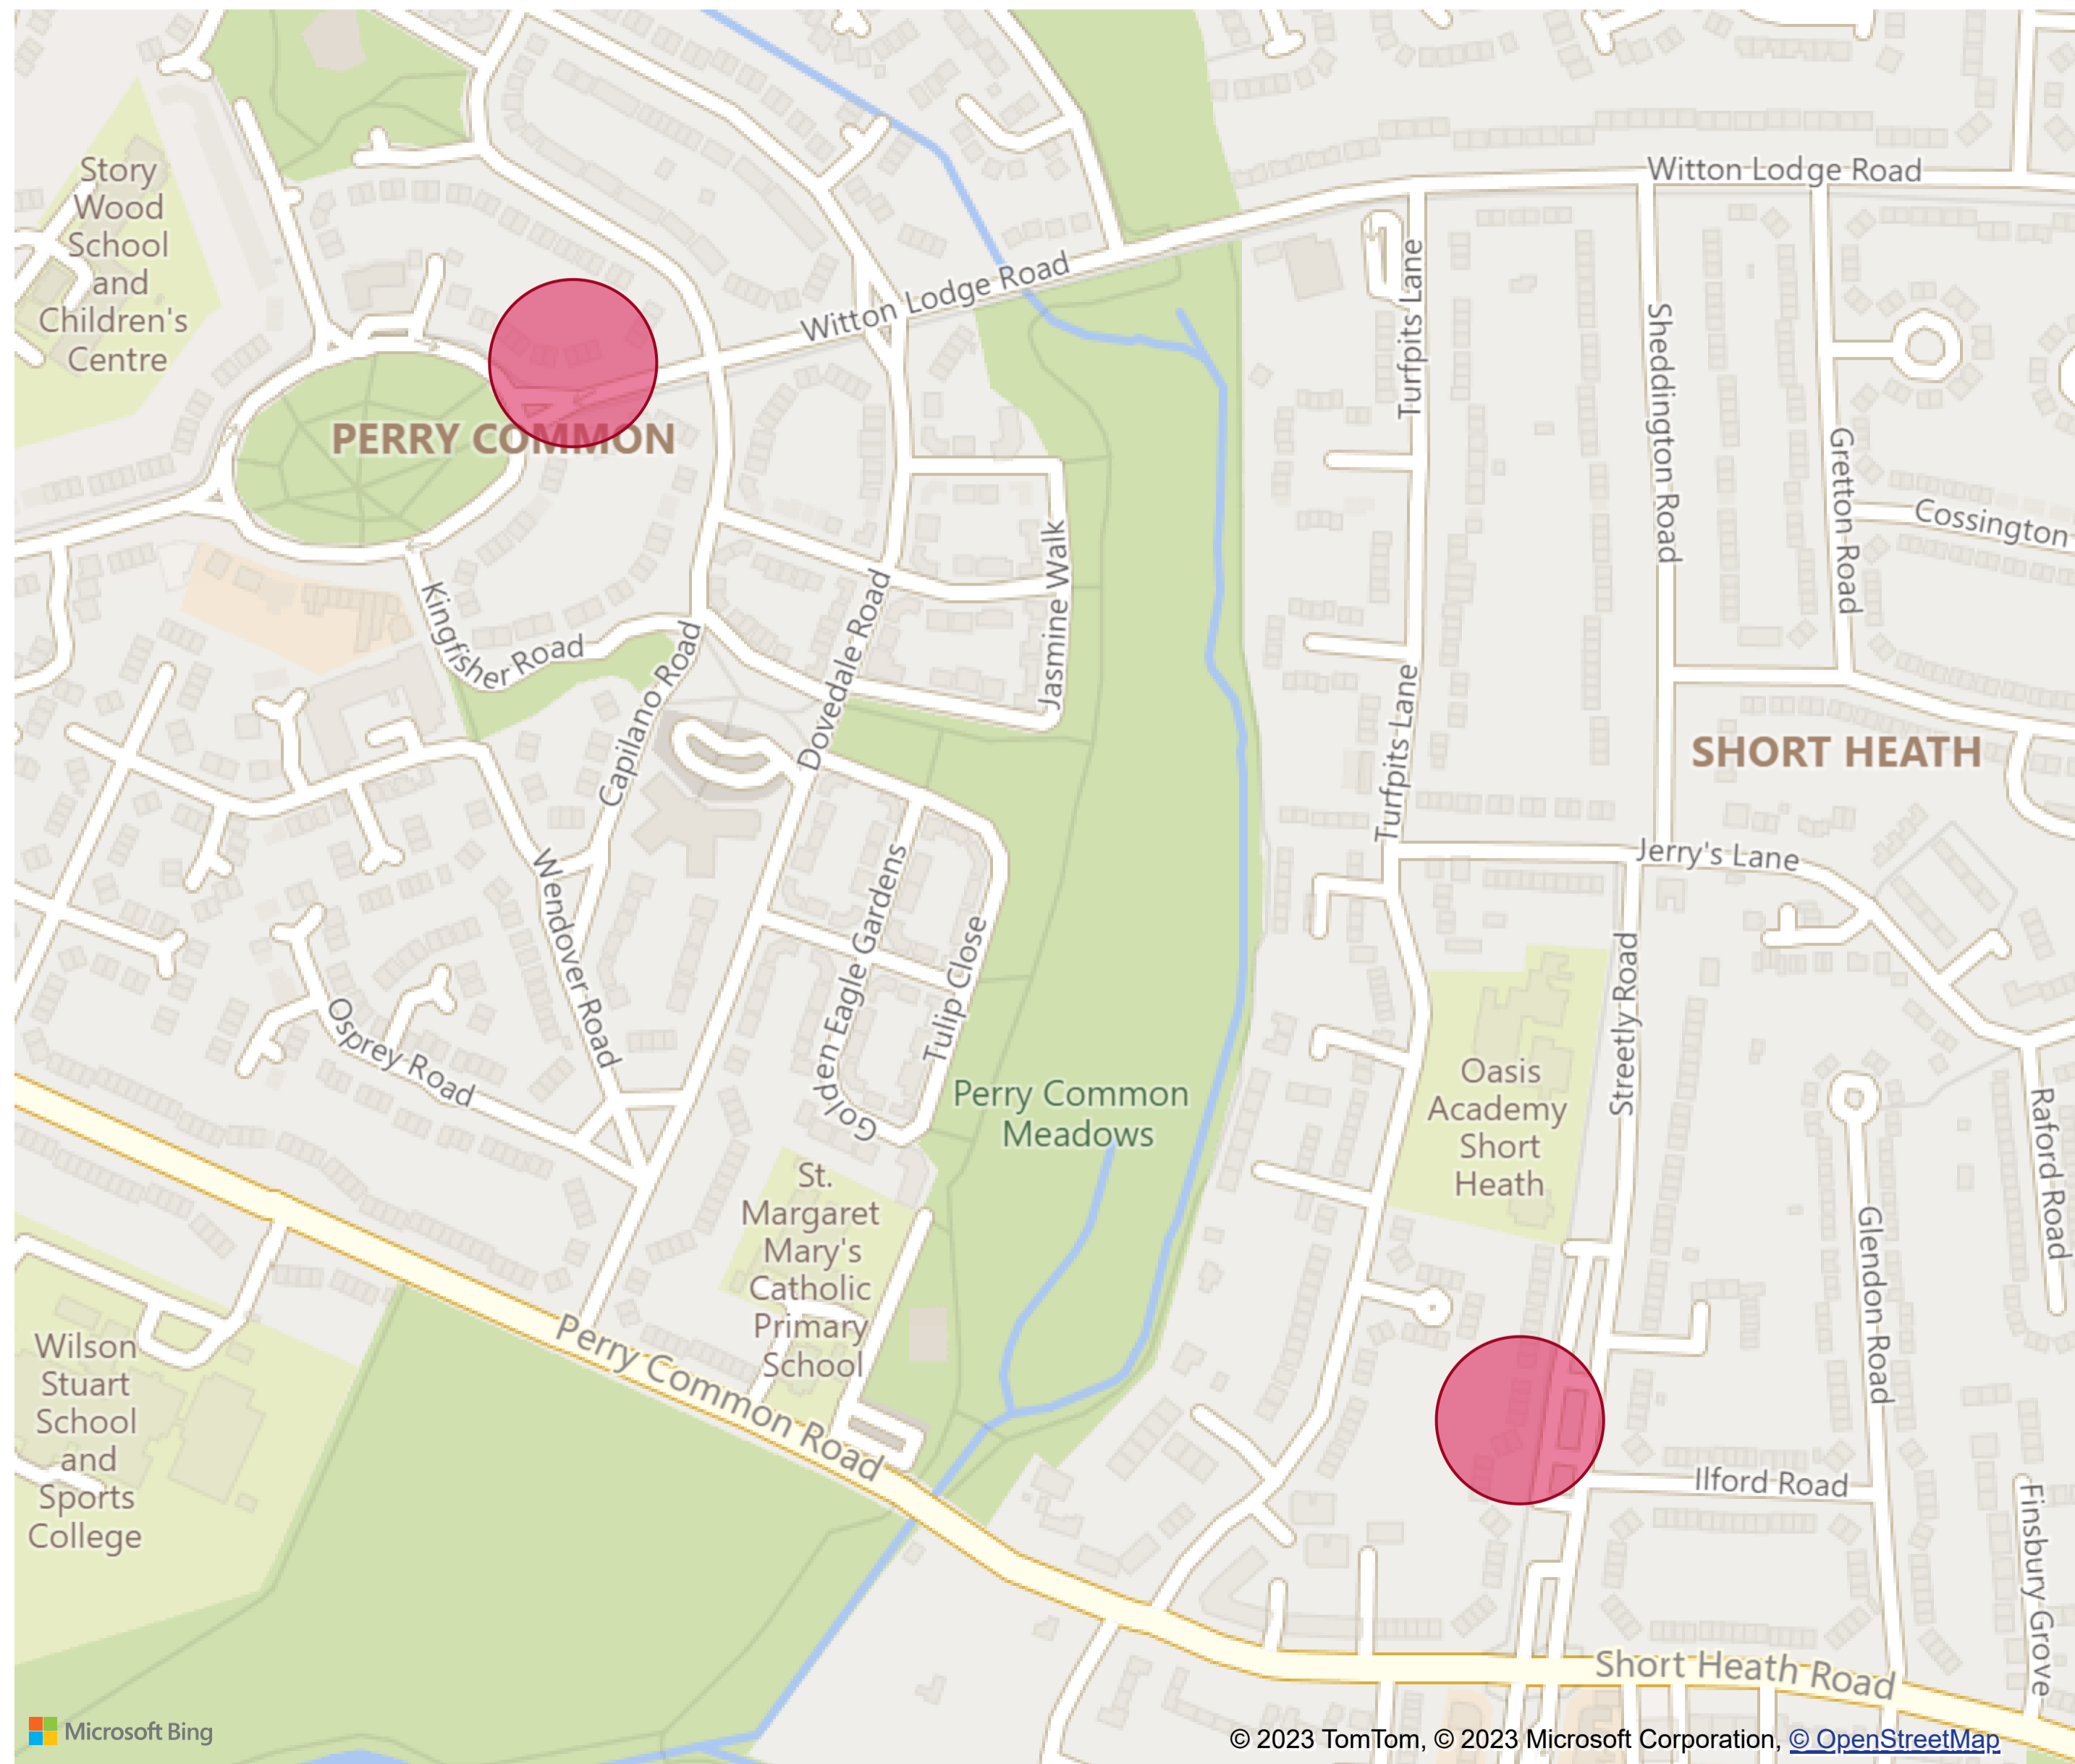 Witton Lodge Road
Story
Wood
School
and
Children's
Centre
Witton Lodge Road
Turfpits Lane
Sheddington Road
PERRY COMMON
Gretton Road
Cossington
Jasmine Walk
Kingfisher Road
Dovedale Road
Capilano Road
Turfpits Lane
SHORT HEATH
Jerry's Lane
Wendover Road
Golden Eagle Gardens
Tulip Close
Streetly Road
Osprey Road
Perry Common
Meadows
Oasis
Academy
Short
Heath
Raford Road
St.
Margaret
Mary's
Catholic
Primary
School
Glendon Road
Wilson
Stuart
School
and
Sports
College
Perry Common Road
Ilford Road
Finsbury Grove
Short Heath Road
Microsoft Bing
© 2023 TomTom, © 2023 Microsoft Corporation, © OpenStreetMap